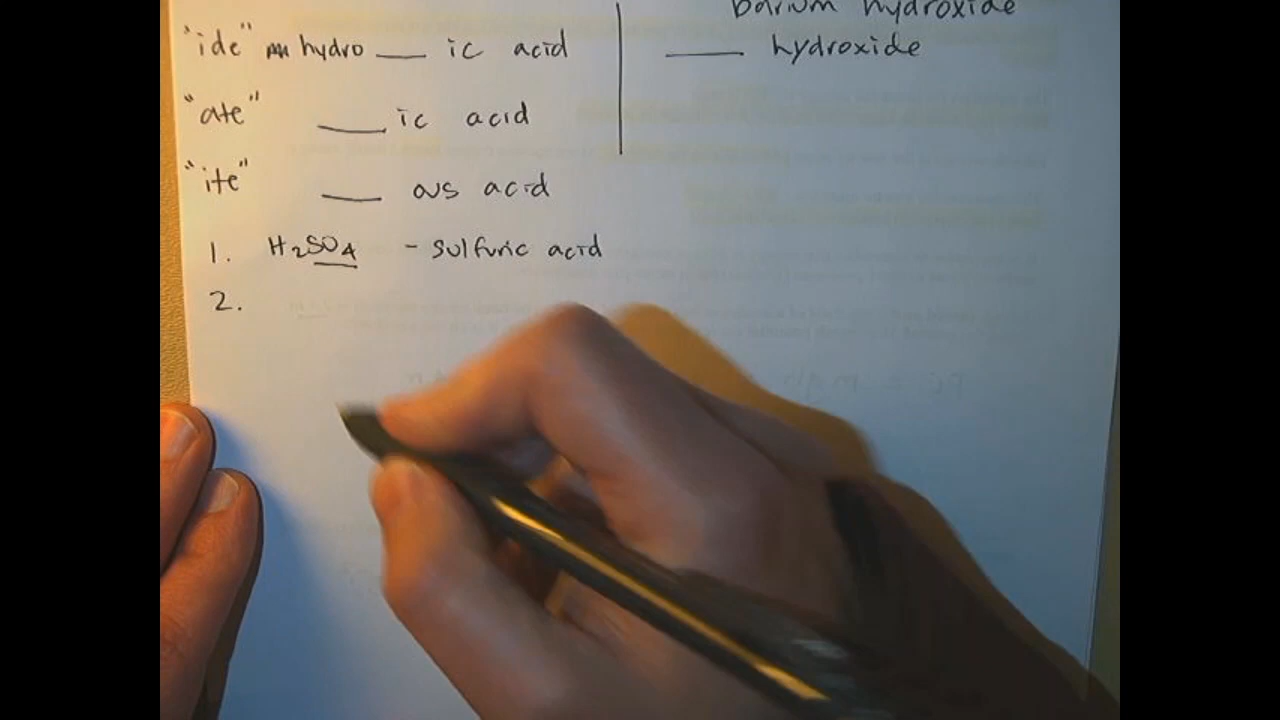 barium hydroxide
"ide" hydro ___ ic acid
___ hydroxide
"ate" ___ ic acid
"ite" ___ ous acid
1. H₂SO₄ - sulfuric acid
2.